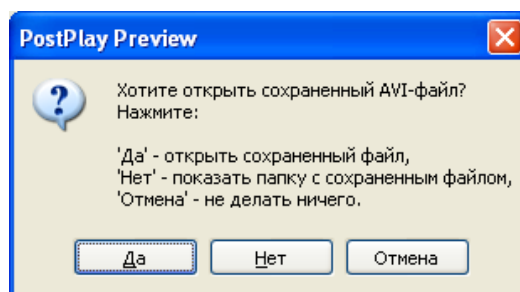 PostPlay Preview
Хотите открыть сохраненный AVI-файл?
Нажмите:
'Да' - открыть сохраненный файл,
'Нет' - показать папку с сохраненным файлом,
'Отмена' - не делать ничего.
Да Нет Отмена